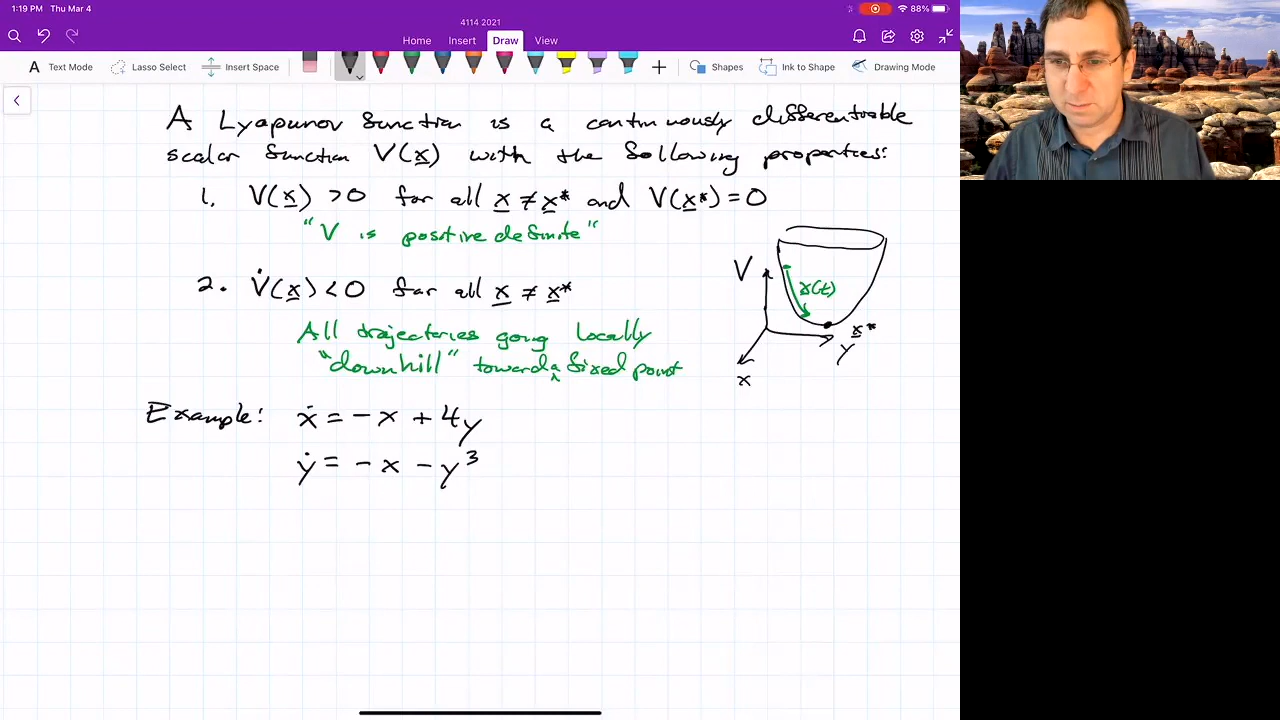 1:19 PM Thu Mar 4
88%
4114 2021
Home Insert Draw View
Text Mode Lasso Select Insert Space Shapes Ink to Shape Drawing Mode
A Lyapunov function is a continuously differentiable
scalar function V(x) with the following properties:
1. V(x) > 0 for all x ≠ x* and V(x*) = 0
"V is positive definite"
2. V̇(x) < 0 for all x ≠ x*
All trajectories going locally
"downhill" toward a fixed point
V
x(t)
x*
y
x
Example: ẋ = -x + 4y
ẏ = -x - y³